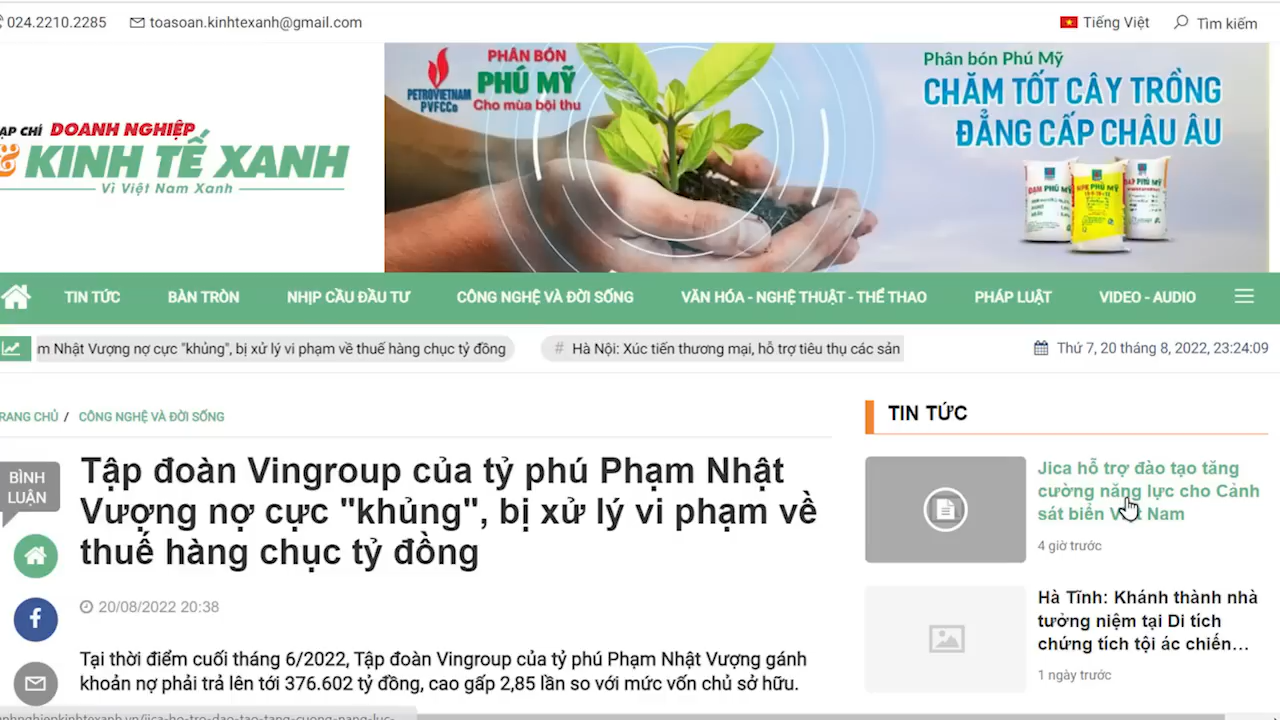 024.2210.2285
toasoan.kinhtexanh@gmail.com
Tiếng Việt
Tìm kiếm
DOANH NGHIỆP
& KINH TẾ XANH
Vì Việt Nam Xanh
PETROVIETNAM
PVFCCo
PHÂN BÓN
PHÚ MỸ
Cho mùa bội thu
Phân bón Phú Mỹ
CHĂM TỐT CÂY TRỒNG
ĐẲNG CẤP CHÂU ÂU
ĐẠM PHÚ MỸ
NPK PHÚ MỸ
TIN TỨC
BÀN TRÒN
NHỊP CẦU ĐẦU TƯ
CÔNG NGHỆ VÀ ĐỜI SỐNG
VĂN HÓA - NGHỆ THUẬT - THỂ THAO
PHÁP LUẬT
VIDEO - AUDIO
m Nhật Vượng nợ cực "khủng", bị xử lý vi phạm về thuế hàng chục tỷ đồng
# Hà Nội: Xúc tiến thương mại, hỗ trợ tiêu thụ các sản
Thứ 7, 20 tháng 8, 2022, 23:24:09
RANG CHỦ / CÔNG NGHỆ VÀ ĐỜI SỐNG
BÌNH
LUẬN
Tập đoàn Vingroup của tỷ phú Phạm Nhật
Vượng nợ cực "khủng", bị xử lý vi phạm về
thuế hàng chục tỷ đồng
20/08/2022 20:38
Tại thời điểm cuối tháng 6/2022, Tập đoàn Vingroup của tỷ phú Phạm Nhật Vượng gánh
khoản nợ phải trả lên tới 376.602 tỷ đồng, cao gấp 2,85 lần so với mức vốn chủ sở hữu.
TIN TỨC
Jica hỗ trợ đào tạo tăng
cường năng lực cho Cảnh
sát biển Việt Nam
4 giờ trước
Hà Tĩnh: Khánh thành nhà
tưởng niệm tại Di tích
chứng tích tội ác chiến...
1 ngày trước